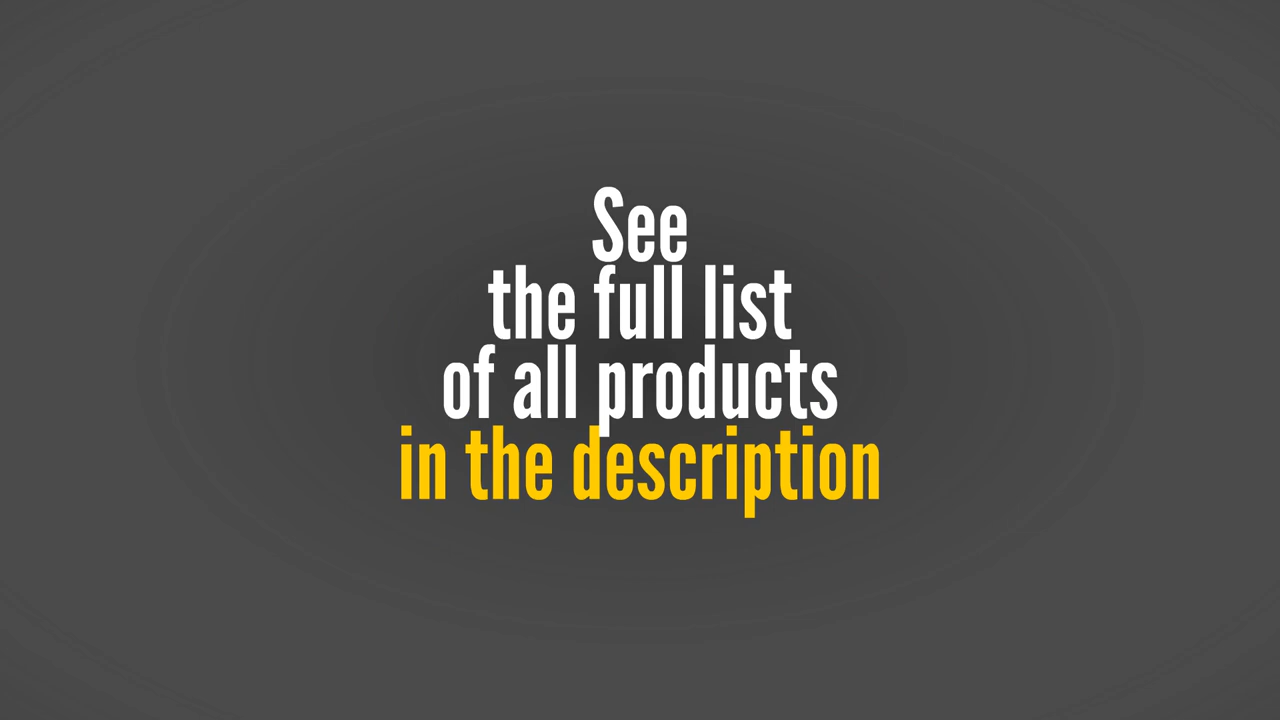 See
the full list
of all products
in the description